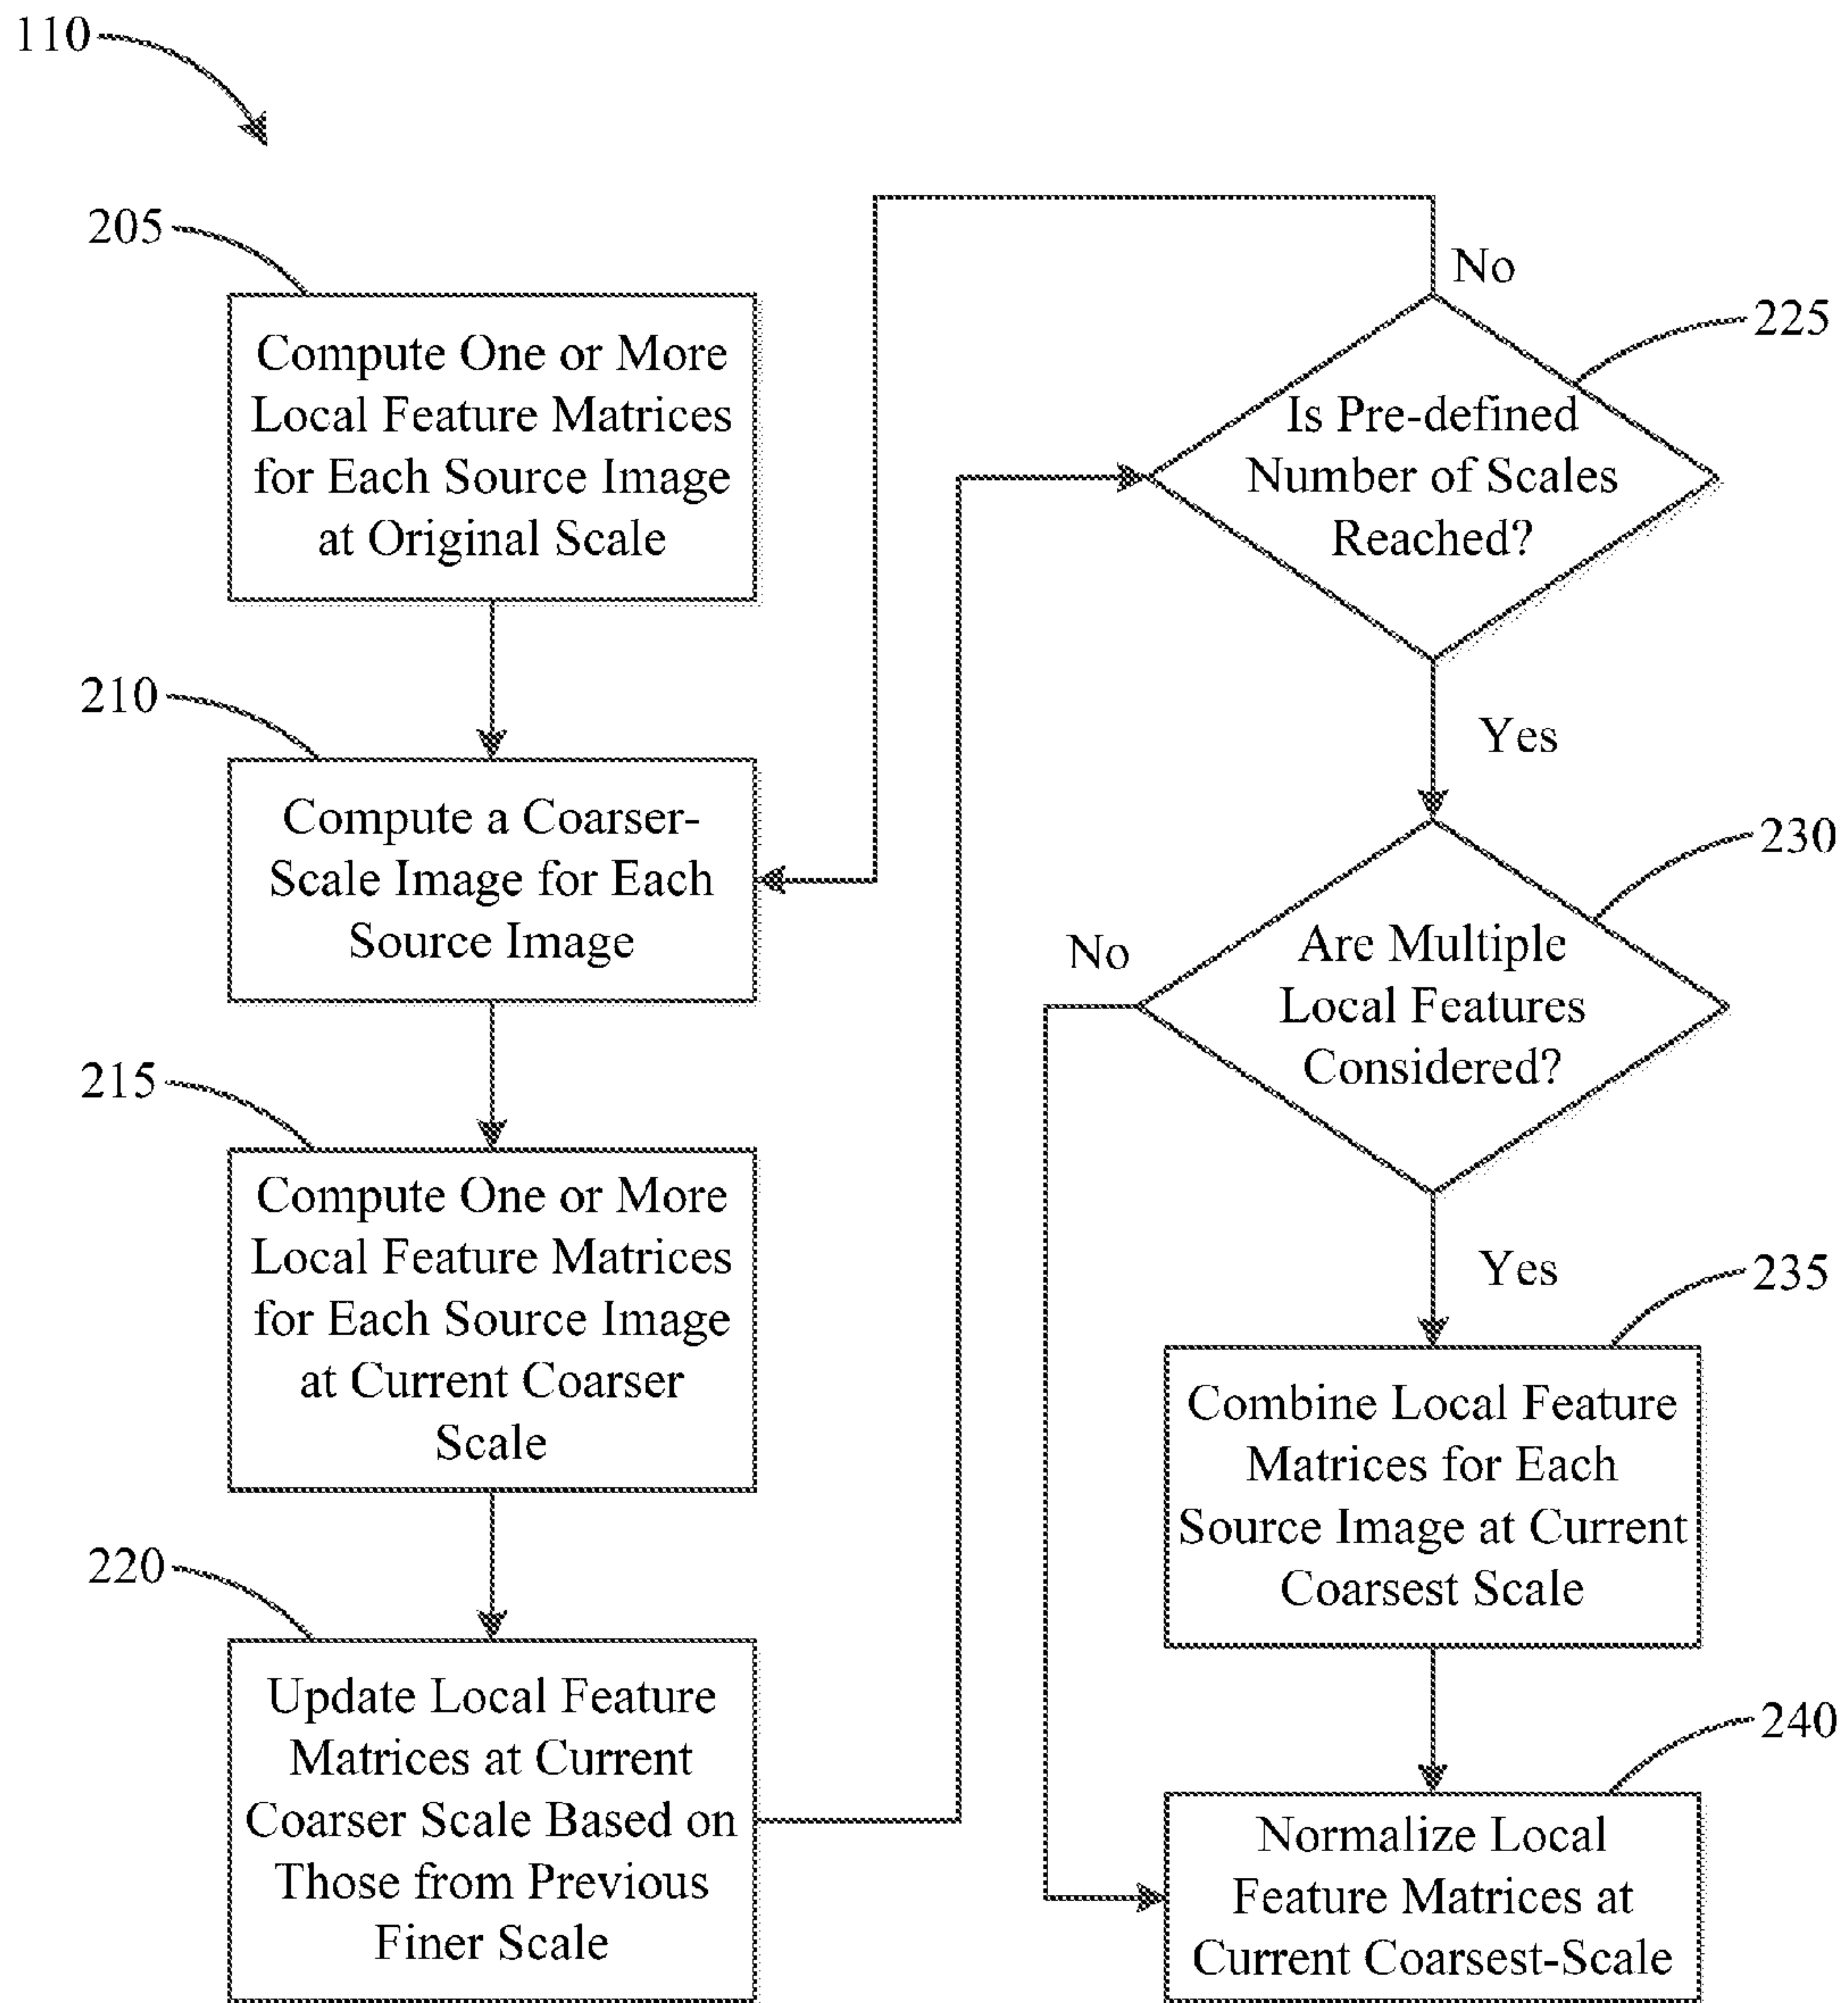 110
205
Compute One or More
Local Feature Matrices
for Each Source Image
at Original Scale
210
Compute a Coarser-
Scale Image for Each
Source Image
215
Compute One or More
Local Feature Matrices
for Each Source Image
at Current Coarser
Scale
220
Update Local Feature
Matrices at Current
Coarser Scale Based on
Those from Previous
Finer Scale
No
225
Is Pre-defined
Number of Scales
Reached?
Yes
230
No
Are Multiple
Local Features
Considered?
Yes
235
Combine Local Feature
Matrices for Each
Source Image at Current
Coarsest Scale
240
Normalize Local
Feature Matrices at
Current Coarsest-Scale